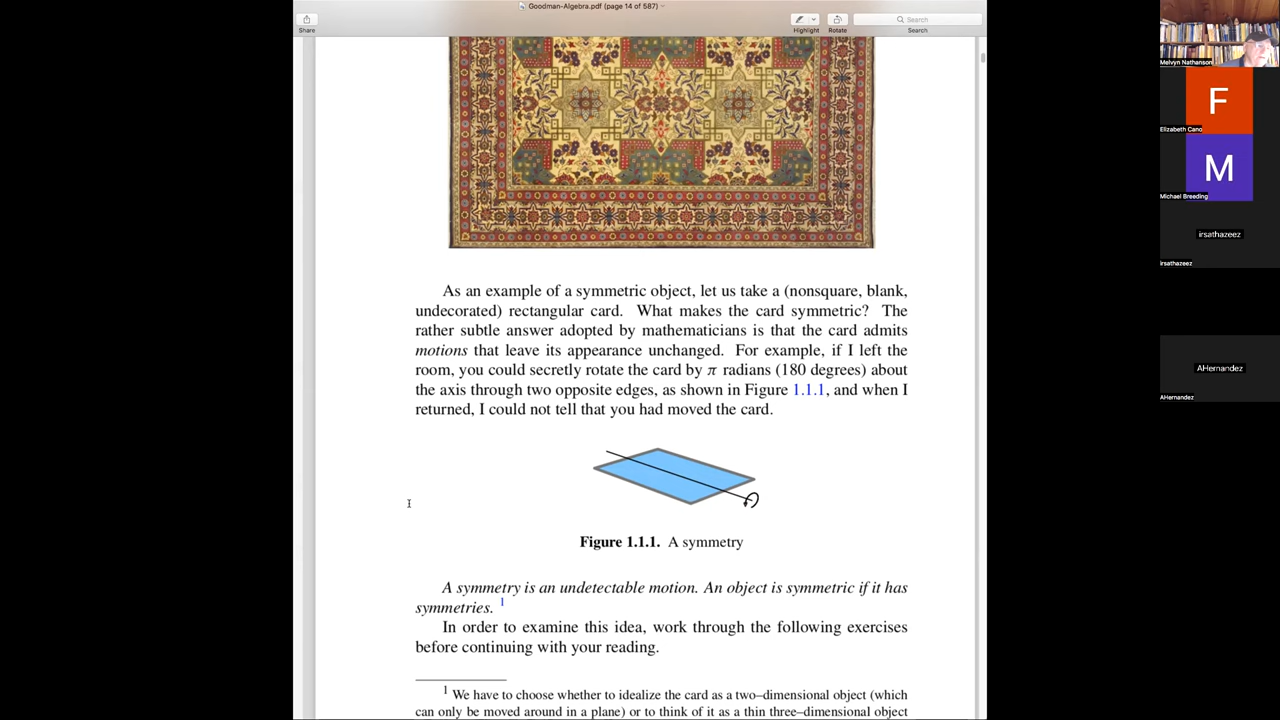 Goodman-Algebra.pdf (page 14 of 587)
Share
Highlight
Rotate
Search
Search
As an example of a symmetric object, let us take a (nonsquare, blank,
undecorated) rectangular card. What makes the card symmetric? The
rather subtle answer adopted by mathematicians is that the card admits
motions that leave its appearance unchanged. For example, if I left the
room, you could secretly rotate the card by π radians (180 degrees) about
the axis through two opposite edges, as shown in Figure 1.1.1, and when I
returned, I could not tell that you had moved the card.
Figure 1.1.1. A symmetry
A symmetry is an undetectable motion. An object is symmetric if it has
symmetries. 1
In order to examine this idea, work through the following exercises
before continuing with your reading.
1 We have to choose whether to idealize the card as a two–dimensional object (which
can only be moved around in a plane) or to think of it as a thin three–dimensional object
Melvyn Nathanson
F
Elizabeth Cano
M
Michael Breeding
irsathazeez
irsathazeez
AHernandez
AHernandez